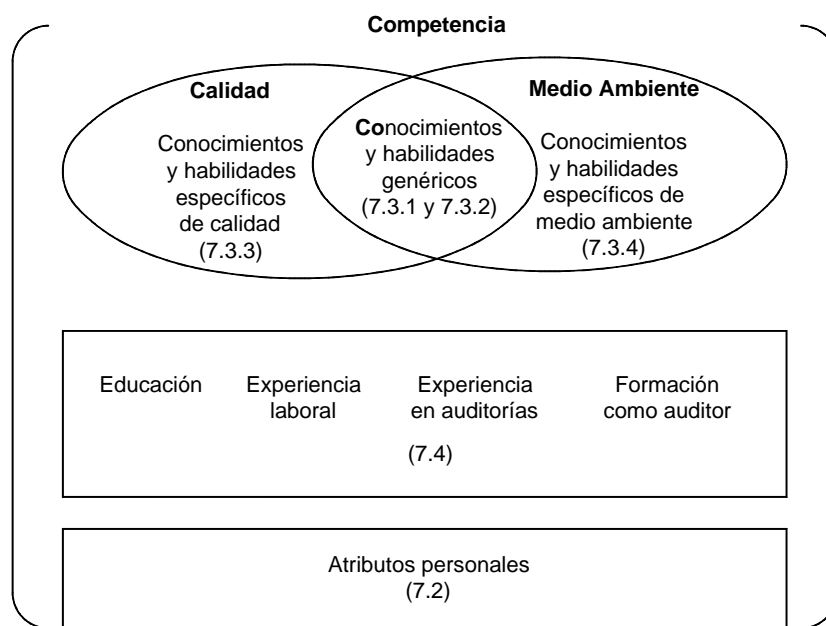 Competencia
Calidad
Conocimientos
y habilidades
específicos
de calidad
(7.3.3)
Conocimientos
y habilidades
genéricos
(7.3.1 y 7.3.2)
Medio Ambiente
Conocimientos
y habilidades
específicos de
medio ambiente
(7.3.4)
Educación
Experiencia
laboral
Experiencia
en auditorías
Formación
como auditor
(7.4)
Atributos personales
(7.2)